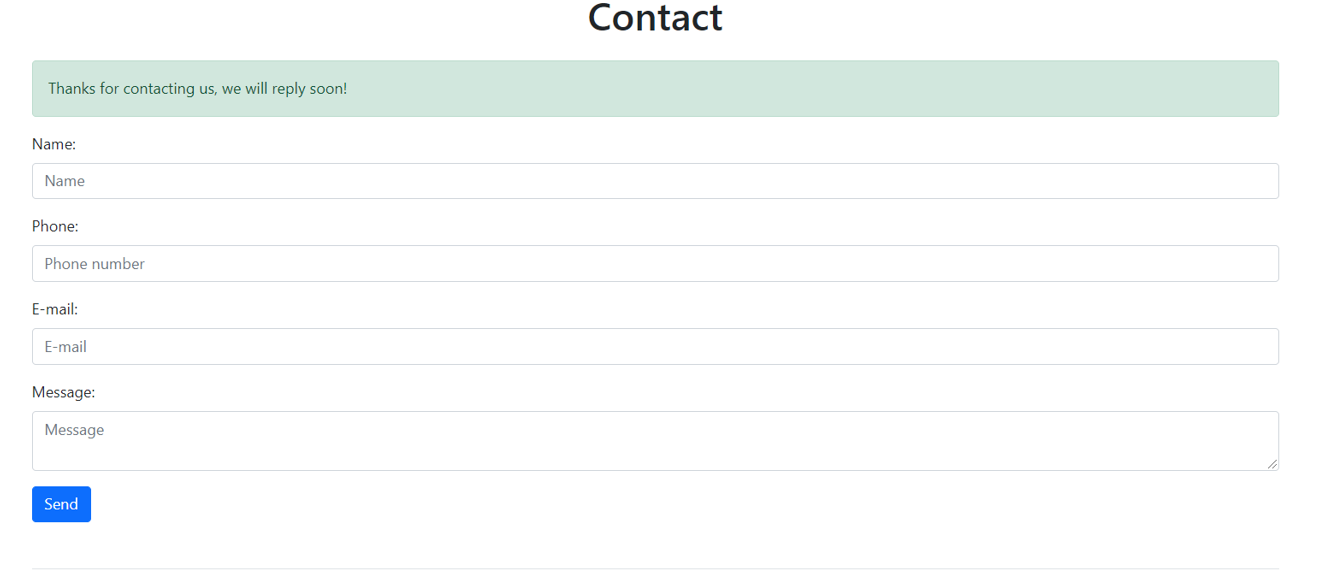 Contact
Thanks for contacting us, we will reply soon!
Name:
Name
Phone:
Phone number
E-mail:
E-mail
Message:
Message
Send